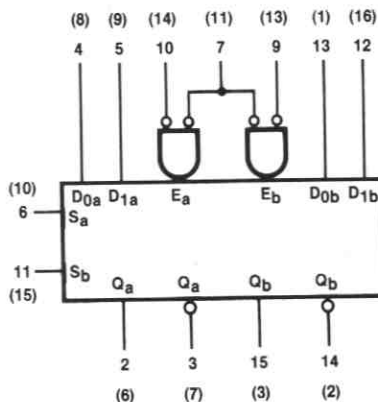 (8) (9) (14) (11) (13) (1) (16)
4 5 10 7 9 13 12
(10) D0a D1a Ea Eb D0b D1b
6 Sa
11 Sb
(15) Qa Qa Qb Qb
2 3 15 14
(6) (7) (3) (2)